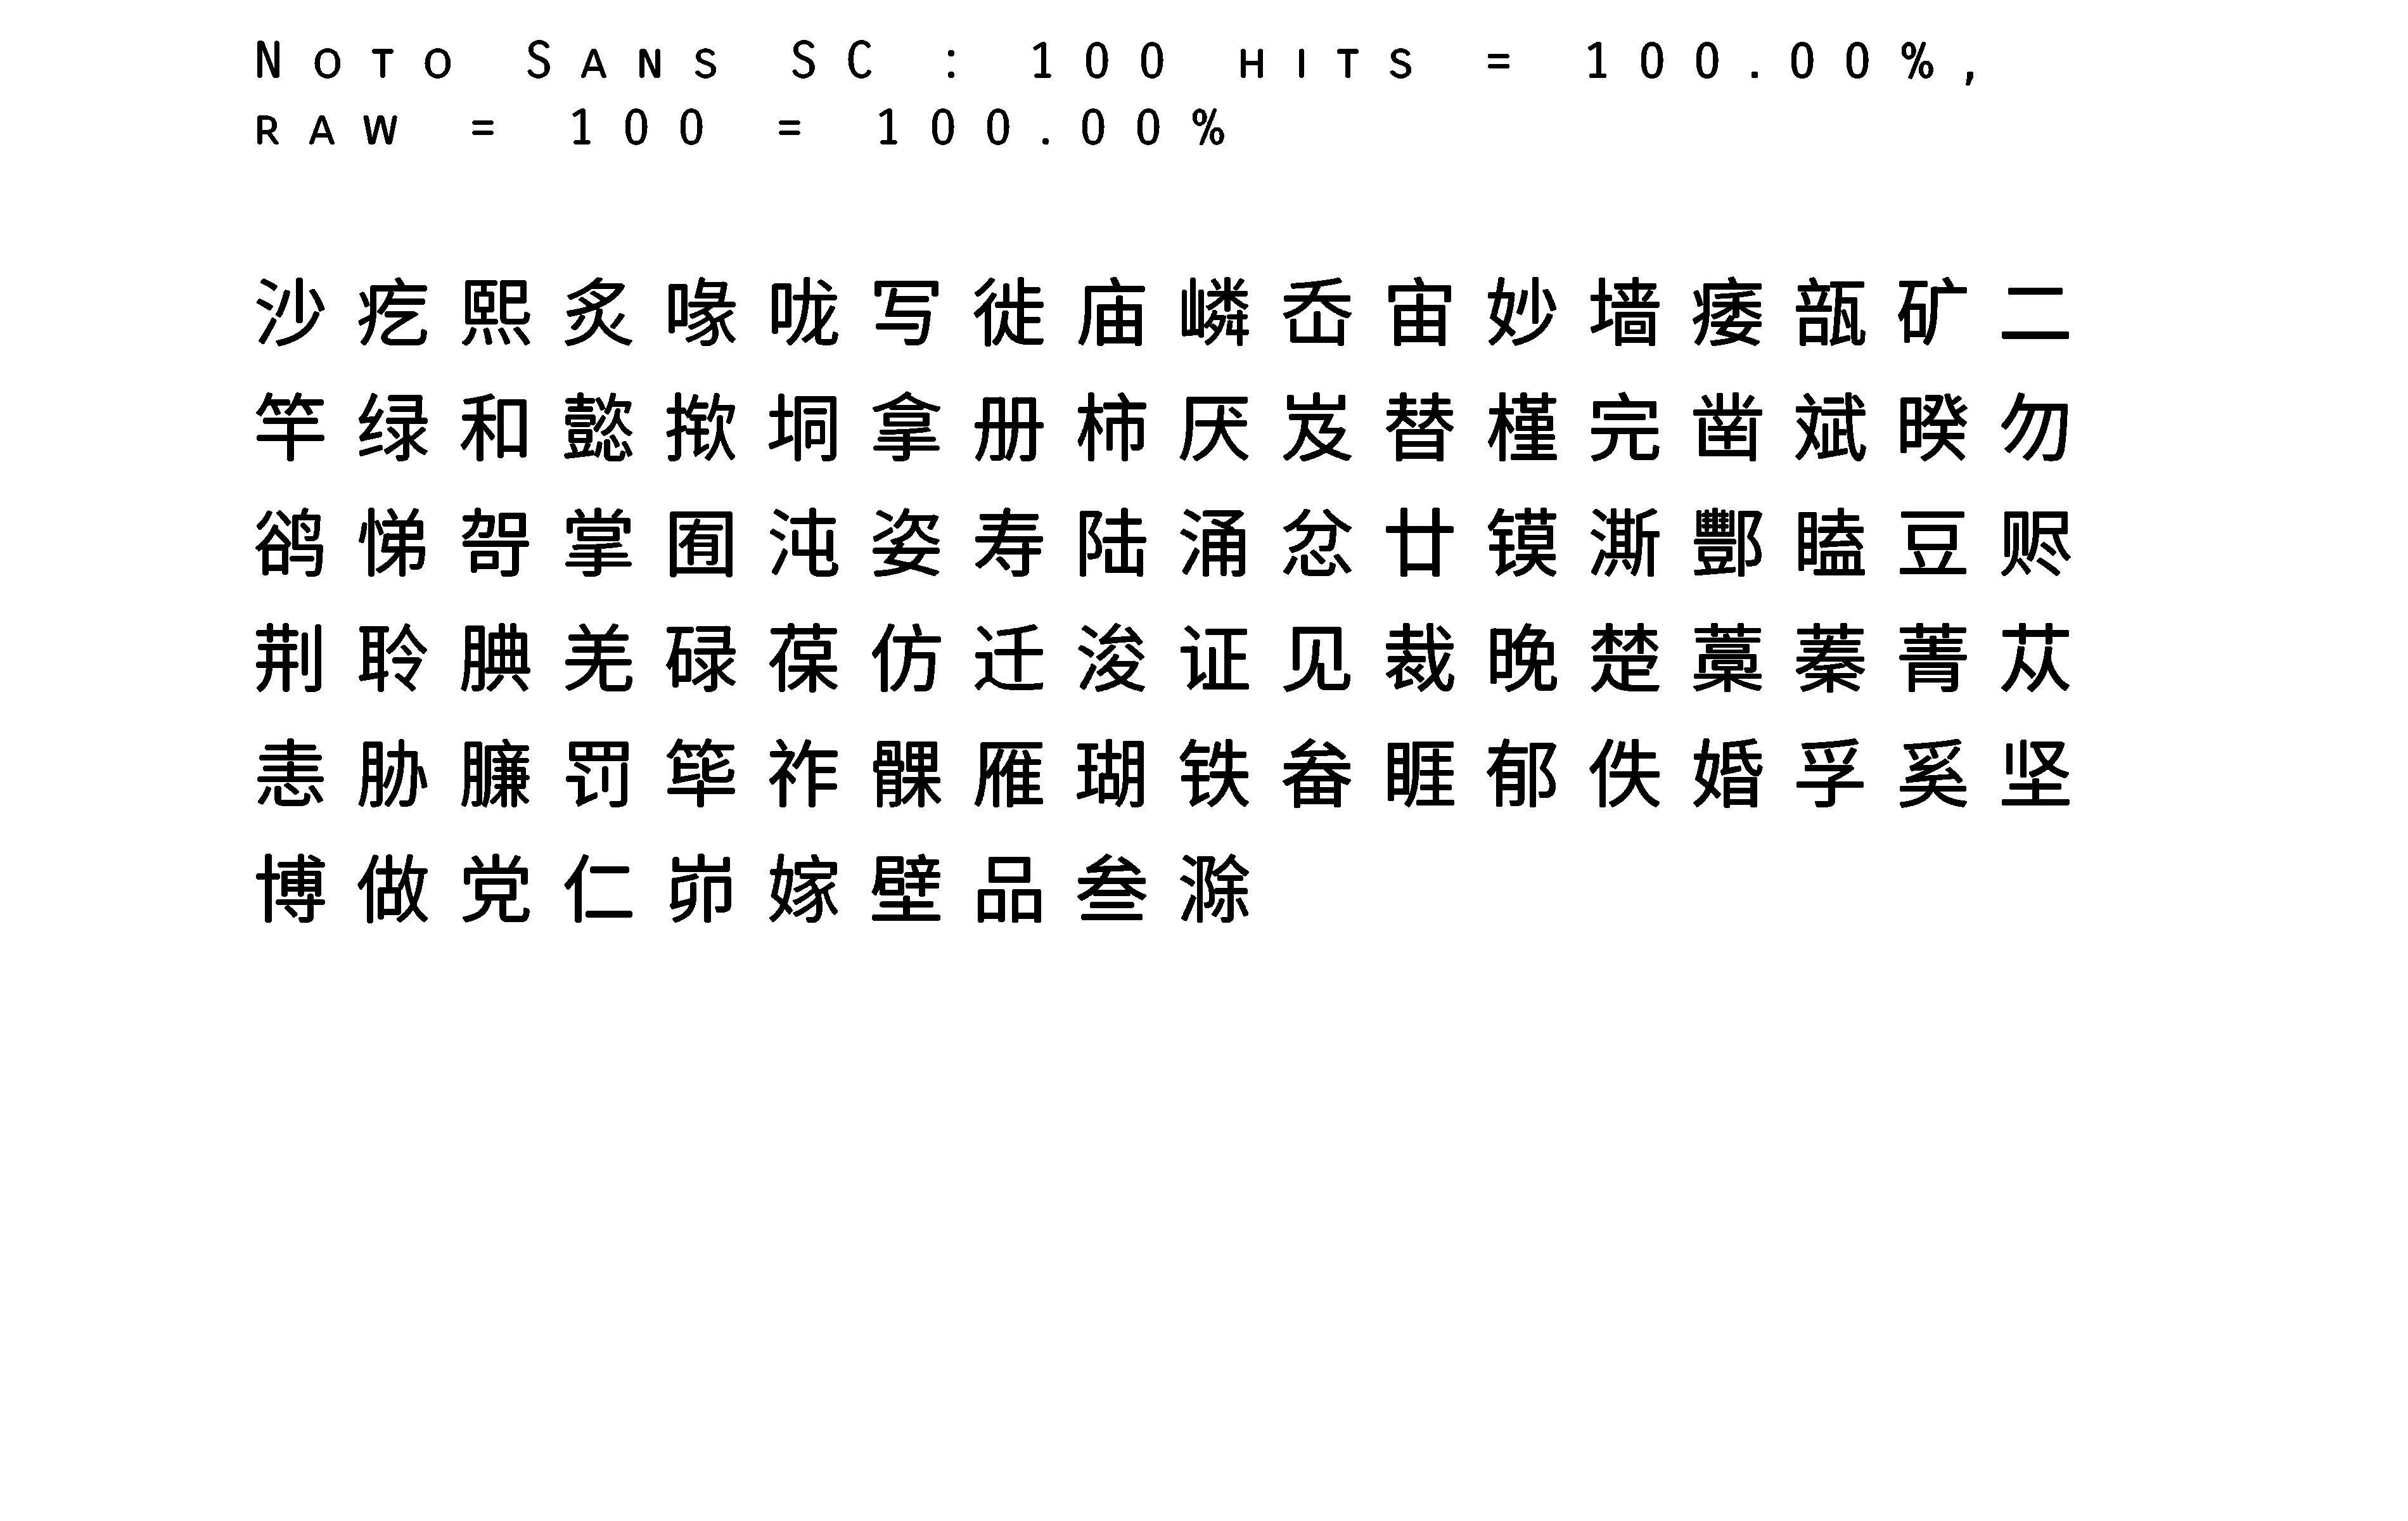 Noto Sans SC : 100 hits = 100.00%,
raw = 100 = 100.00%
沙疙熙炙喙咙写徙庙嶙岙宙妙墙痿瓿矿二
竿绿和懿揿垌拿册柿厌岌替槿完凿斌暌勿
鹆悌哿掌囿沌姿寿陆涌忿廿镆澌酆瞌豆赆
荆聆腆羌碌葆仿迁浚证见裁晚楚藁蓁菁苁
恚胁臁罚筚祚髁雁瑚铁畚睚郁佚婚孚奚坚
博做党仁峁嫁壁品叁滁